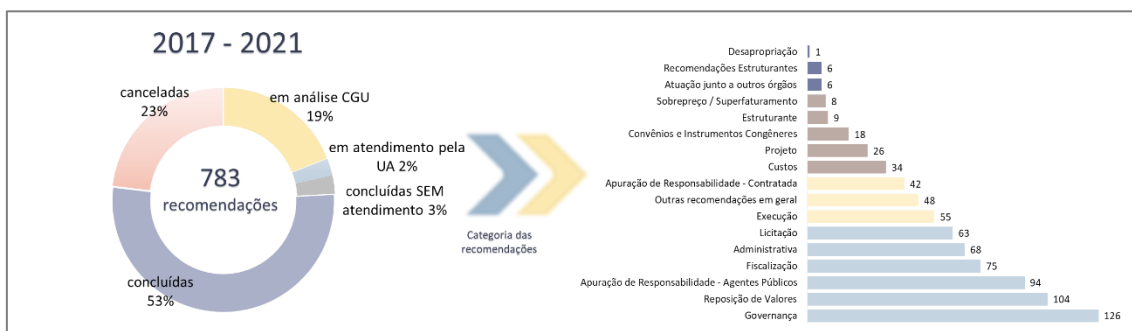 2017 - 2021
canceladas
23%
em análise CGU
19%
em atendimento pela
UA 2%
concluídas SEM
atendimento 3%
783
recomendações
concluídas
53%
Categoria das
recomendações
Desapropriação 1
Recomendações Estruturantes 6
Atuação junto a outros órgãos 6
Sobrepreço / Superfaturamento 8
Estruturante 9
Convênios e Instrumentos Congêneres 18
Projeto 26
Custos 34
Apuração de Responsabilidade - Contratada 42
Outras recomendações em geral 48
Execução 55
Licitação 63
Administrativa 68
Fiscalização 75
Apuração de Responsabilidade - Agentes Públicos 94
Reposição de Valores 104
Governança 126